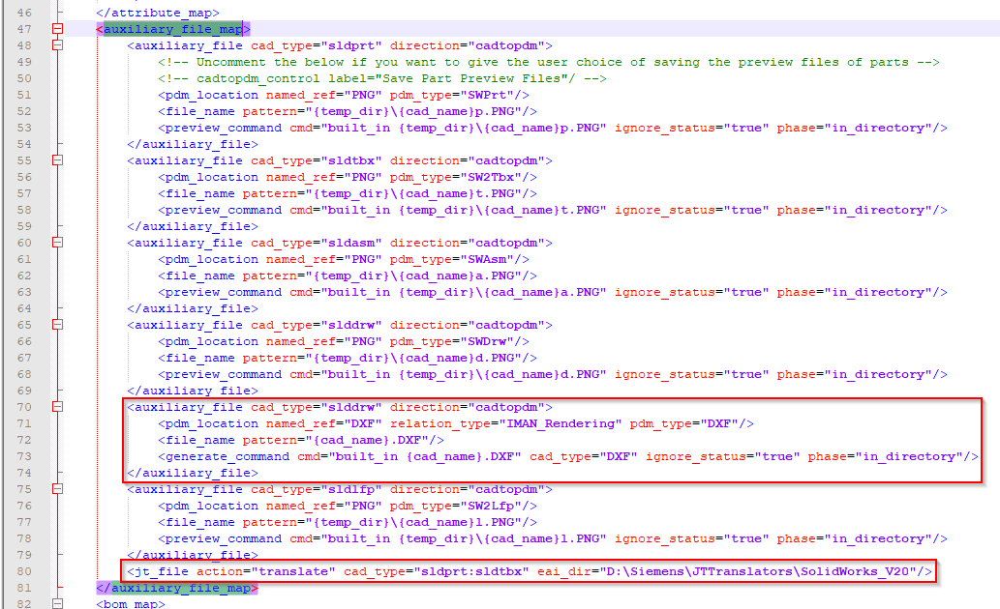 46 </attribute_map>
47 <auxiliary_file_map>
48 <auxiliary_file cad_type="sldprt" direction="cadtopdm">
49 <!-- Uncomment the below if you want to give the user choice of saving the preview files of parts -->
50 <!-- cadtopdm_control label="Save Part Preview Files"/ -->
51 <pdm_location named_ref="PNG" pdm_type="SWPrt"/>
52 <file_name pattern="{temp_dir}\{cad_name}p.PNG"/>
53 <preview_command cmd="built_in {temp_dir}\{cad_name}p.PNG" ignore_status="true" phase="in_directory"/>
54 </auxiliary_file>
55 <auxiliary_file cad_type="sldtbx" direction="cadtopdm">
56 <pdm_location named_ref="PNG" pdm_type="SW2Tbx"/>
57 <file_name pattern="{temp_dir}\{cad_name}t.PNG"/>
58 <preview_command cmd="built_in {temp_dir}\{cad_name}t.PNG" ignore_status="true" phase="in_directory"/>
59 </auxiliary_file>
60 <auxiliary_file cad_type="sldasm" direction="cadtopdm">
61 <pdm_location named_ref="PNG" pdm_type="SWAsm"/>
62 <file_name pattern="{temp_dir}\{cad_name}a.PNG"/>
63 <preview_command cmd="built_in {temp_dir}\{cad_name}a.PNG" ignore_status="true" phase="in_directory"/>
64 </auxiliary_file>
65 <auxiliary_file cad_type="slddrw" direction="cadtopdm">
66 <pdm_location named_ref="PNG" pdm_type="SWDrw"/>
67 <file_name pattern="{temp_dir}\{cad_name}d.PNG"/>
68 <preview_command cmd="built_in {temp_dir}\{cad_name}d.PNG" ignore_status="true" phase="in_directory"/>
69 </auxiliary_file>
70 <auxiliary_file cad_type="slddrw" direction="cadtopdm">
71 <pdm_location named_ref="DXF" relation_type="IMAN_Rendering" pdm_type="DXF"/>
72 <file_name pattern="{cad_name}.DXF"/>
73 <generate_command cmd="built_in {cad_name}.DXF" cad_type="DXF" ignore_status="true" phase="in_directory"/>
74 </auxiliary_file>
75 <auxiliary_file cad_type="sldlfp" direction="cadtopdm">
76 <pdm_location named_ref="PNG" pdm_type="SW2Lfp"/>
77 <file_name pattern="{temp_dir}\{cad_name}l.PNG"/>
78 <preview_command cmd="built_in {temp_dir}\{cad_name}l.PNG" ignore_status="true" phase="in_directory"/>
79 </auxiliary_file>
80 <jt_file action="translate" cad_type="sldprt:sldtbx" eai_dir="D:\Siemens\JTTranslators\SolidWorks_V20"/>
81 </auxiliary_file_map>
82 <bom_map>